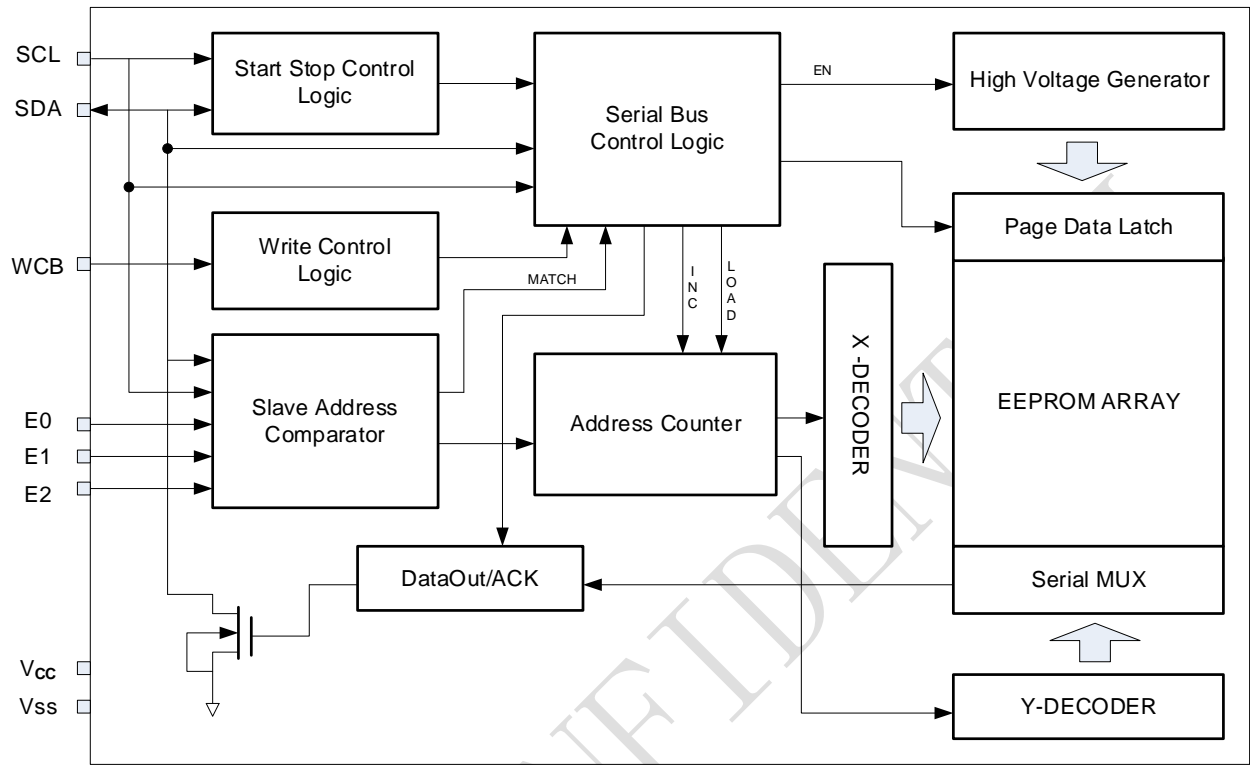 SCL
SDA
WCB
E0
E1
E2
Vcc
Vss
Start Stop Control
Logic
Write Control
Logic
Slave Address
Comparator
Serial Bus
Control Logic
MATCH
INC
LOAD
EN
Address Counter
DataOut/ACK
X -DECODER
High Voltage Generator
Page Data Latch
EEPROM ARRAY
Serial MUX
Y-DECODER